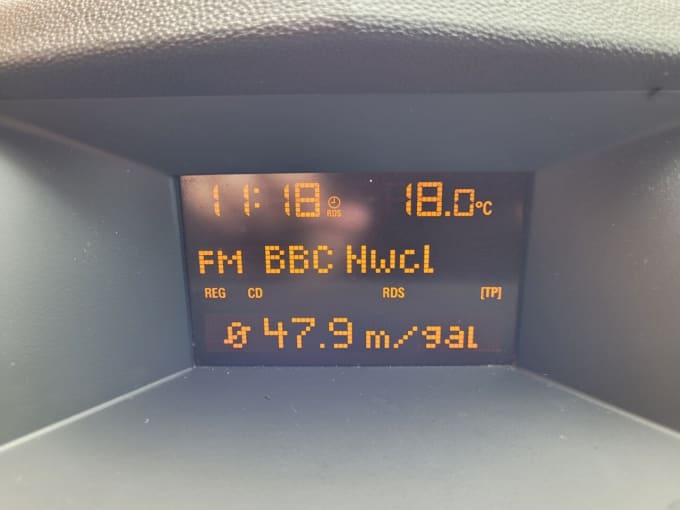 11:18 RDS 18.0°C
FM BBC Nwcl
REG CD RDS [TP]
Ø 47.9 m/gal